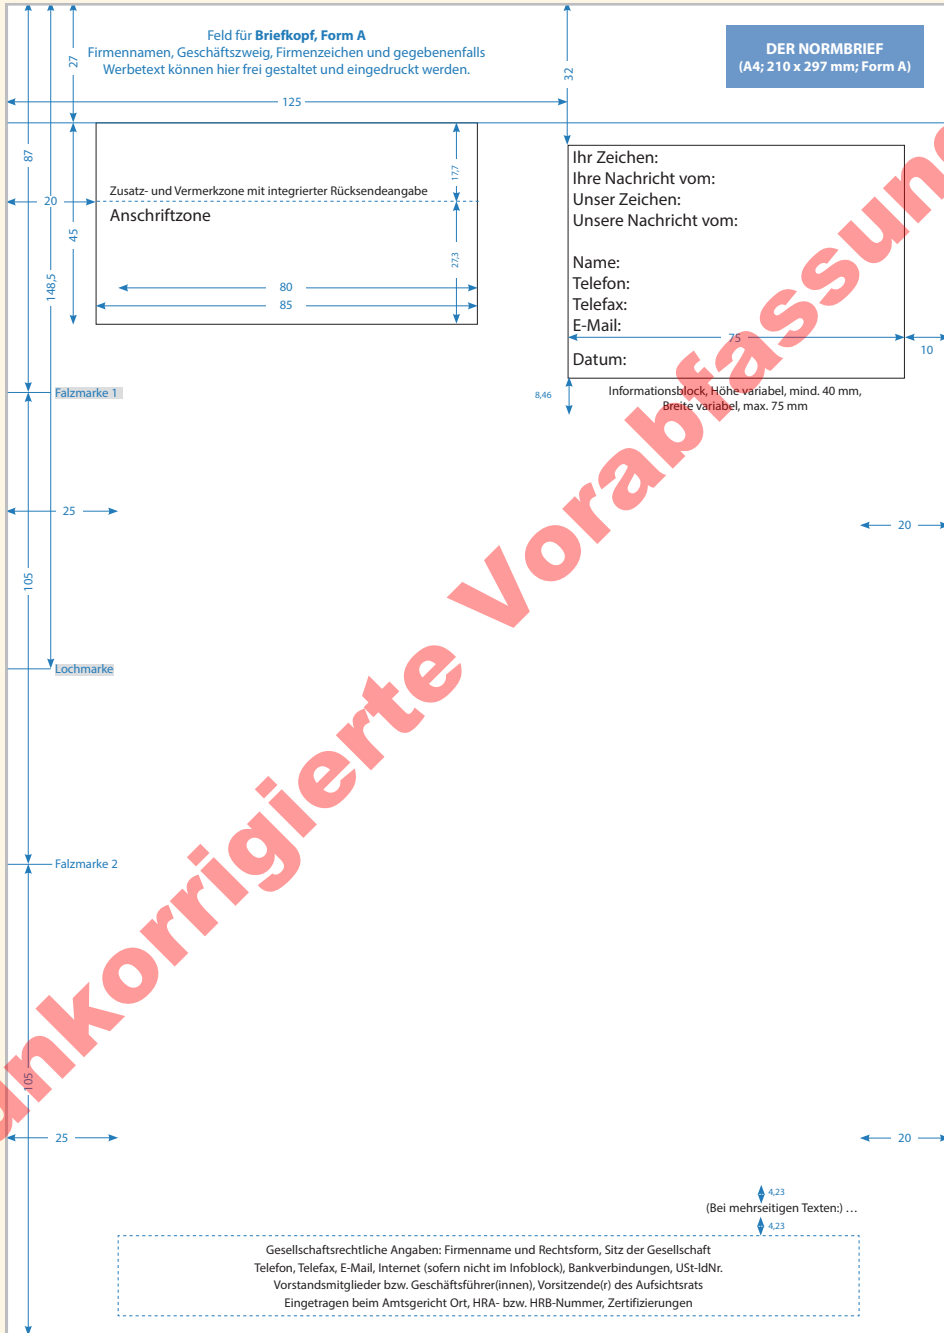 Feld für Briefkopf, Form A
Firmennamen, Geschäftszweig, Firmenzeichen und gegebenenfalls
Werbetext können hier frei gestaltet und eingedruckt werden.
DER NORMBRIEF
(A4; 210 x 297 mm; Form A)
27
32
125
87
Ihr Zeichen:
Ihre Nachricht vom:
Unser Zeichen:
Unsere Nachricht vom:
17,7
Zusatz- und Vermerkzone mit integrierter Rücksendeangabe
20
Anschriftzone
45
27,3
148,5
80
85
Name:
Telefon:
Telefax:
E-Mail:
75
10
Datum:
Falzmarke 1
8,46
Informationsblock, Höhe variabel, mind. 40 mm,
Breite variabel, max. 75 mm
25
20
105
Lochmarke
Falzmarke 2
105
25
20
4,23
(Bei mehrseitigen Texten:) ...
4,23
Gesellschaftsrechtliche Angaben: Firmenname und Rechtsform, Sitz der Gesellschaft
Telefon, Telefax, E-Mail, Internet (sofern nicht im Infoblock), Bankverbindungen, USt-IdNr.
Vorstandsmitglieder bzw. Geschäftsführer(innen), Vorsitzende(r) des Aufsichtsrats
Eingetragen beim Amtsgericht Ort, HRA- bzw. HRB-Nummer, Zertifizierungen
unkorrigierte Vorabfassung